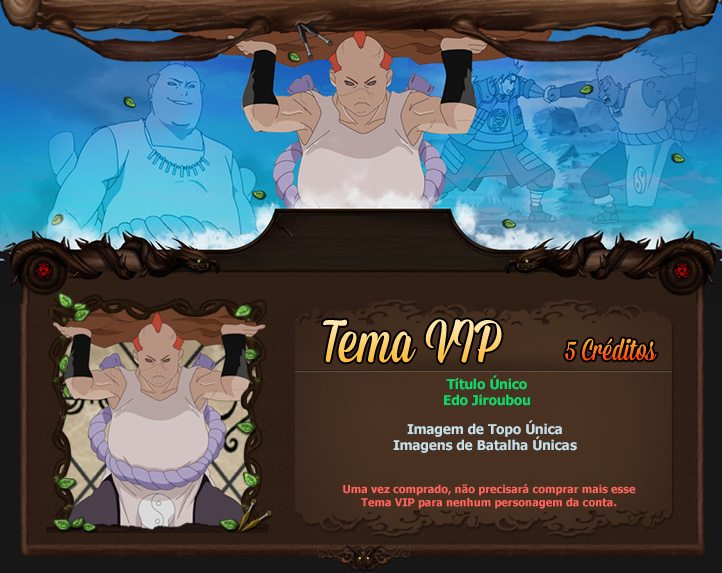 Tema VIP
5 Créditos
Título Único
Edo Jiroubou
Imagem de Topo Única
Imagens de Batalha Únicas
Uma vez comprado, não precisará comprar mais esse
Tema VIP para nenhum personagem da conta.